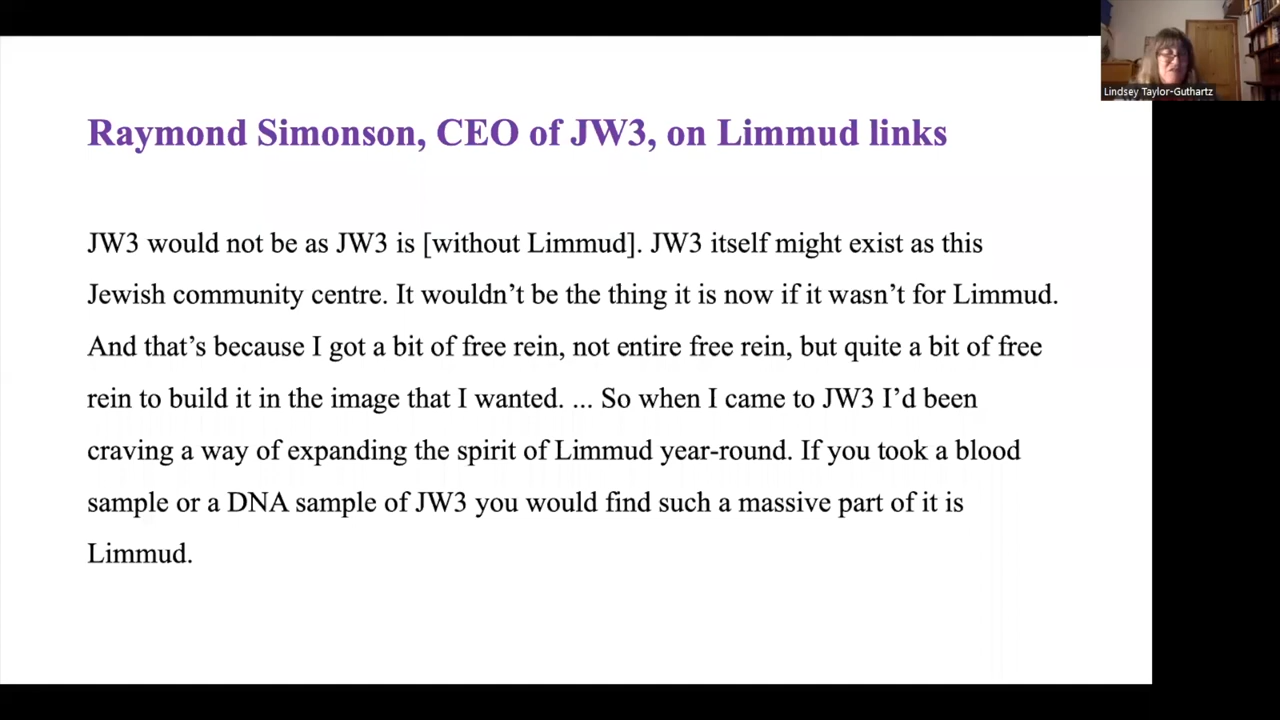 Lindsey Taylor-Guthartz
Raymond Simonson, CEO of JW3, on Limmud links
JW3 would not be as JW3 is [without Limmud]. JW3 itself might exist as this
Jewish community centre. It wouldn’t be the thing it is now if it wasn’t for Limmud.
And that’s because I got a bit of free rein, not entire free rein, but quite a bit of free
rein to build it in the image that I wanted. ... So when I came to JW3 I’d been
craving a way of expanding the spirit of Limmud year-round. If you took a blood
sample or a DNA sample of JW3 you would find such a massive part of it is
Limmud.